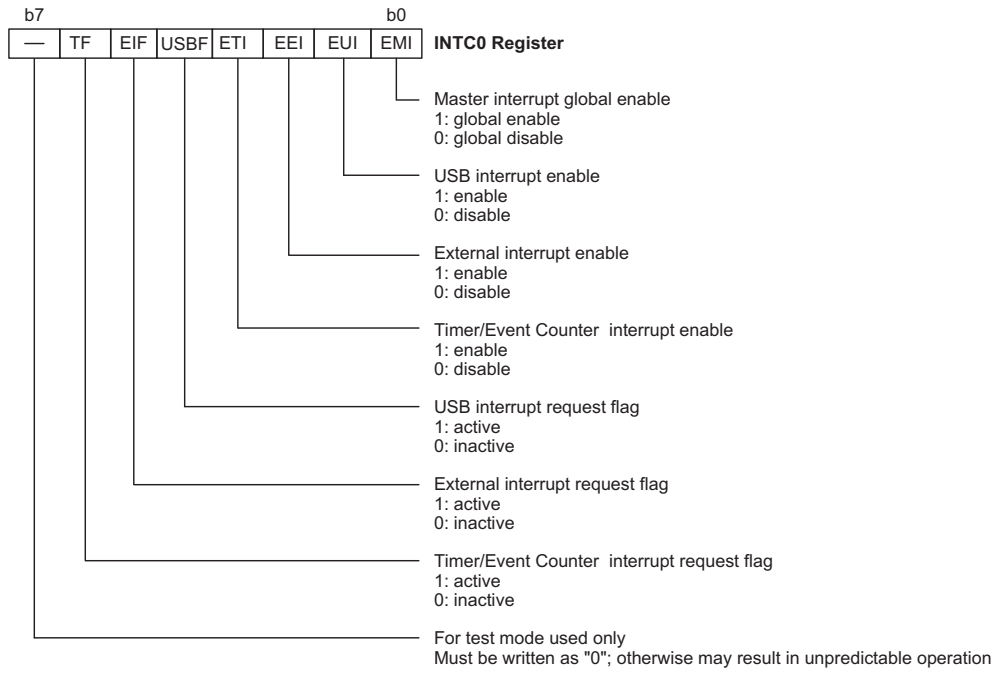 b7 b0
— TF EIF USBF ETI EEI EUI EMI INTC0 Register
Master interrupt global enable
1: global enable
0: global disable
USB interrupt enable
1: enable
0: disable
External interrupt enable
1: enable
0: disable
Timer/Event Counter interrupt enable
1: enable
0: disable
USB interrupt request flag
1: active
0: inactive
External interrupt request flag
1: active
0: inactive
Timer/Event Counter interrupt request flag
1: active
0: inactive
For test mode used only
Must be written as "0"; otherwise may result in unpredictable operation